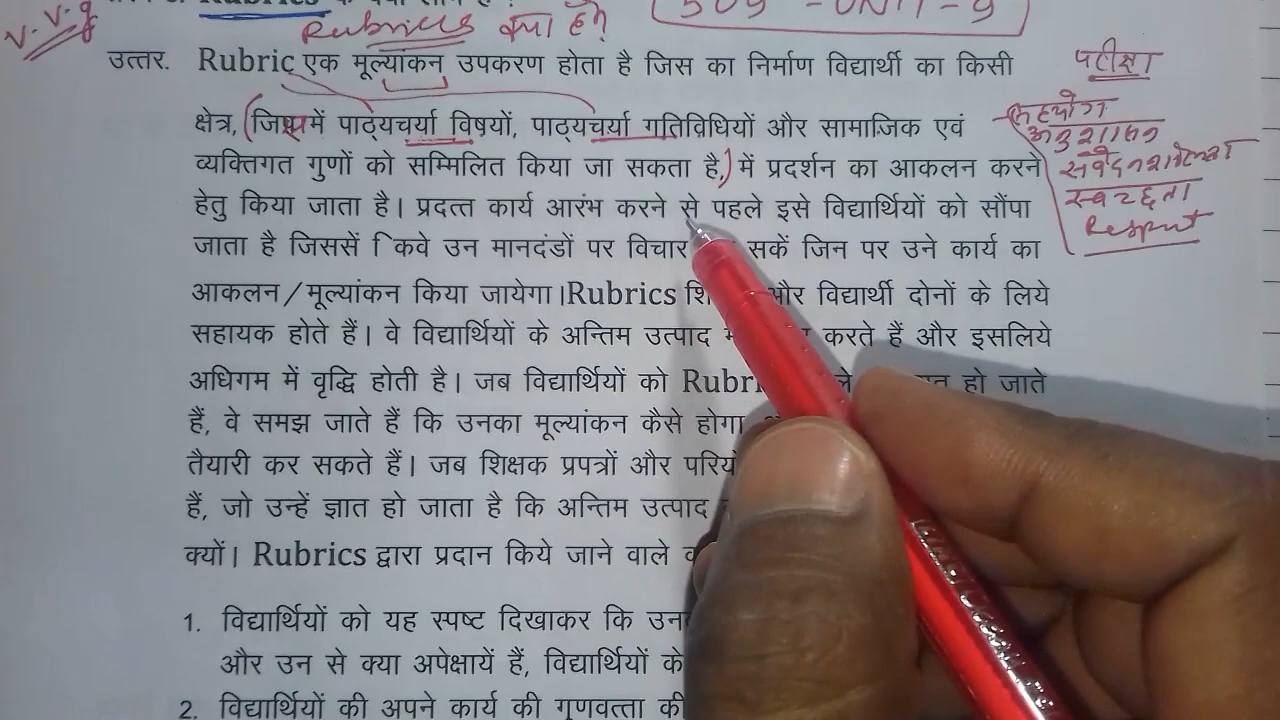 Rubrics
V.V.g Rubrics क्या है? 509 - UNIT - 9
उत्तर. Rubric एक मूल्यांकन उपकरण होता है जिस का निर्माण विद्यार्थी का किसी परीक्षा
क्षेत्र, (जिसमें पाठ्यचर्या विषयों, पाठ्यचर्या गतिविधियों और सामाजिक एवं सहयोग
अनुशासन
व्यक्तिगत गुणों को सम्मिलित किया जा सकता है,) में प्रदर्शन का आकलन करने संवेदनशीलता
स्वच्छता
हेतु किया जाता है। प्रदत्त कार्य आरंभ करने से पहले इसे विद्यार्थियों को सौंपा Respect
जाता है जिससें िकवे उन मानदंडों पर विचार सकें जिन पर उने कार्य का
आकलन/मूल्यांकन किया जायेगा।Rubrics और विद्यार्थी दोनों के लिये
सहायक होते हैं। वे विद्यार्थियों के अन्तिम उत्पाद करते हैं और इसलिये
अधिगम में वृद्धि होती है। जब विद्यार्थियों को हो जाते
हैं, वे समझ जाते हैं कि उनका मूल्यांकन कैसे होगा
तैयारी कर सकते हैं। जब शिक्षक प्रपत्रों और
हैं, जो उन्हें ज्ञात हो जाता है कि अन्तिम उत्पाद
क्यों। Rubrics द्वारा प्रदान किये जाने वाले
1. विद्यार्थियों को यह स्पष्ट दिखाकर कि
और उन से क्या अपेक्षायें हैं, विद्यार्थियों के
2. विद्यार्थियों की अपने कार्य की गुणवत्ता की